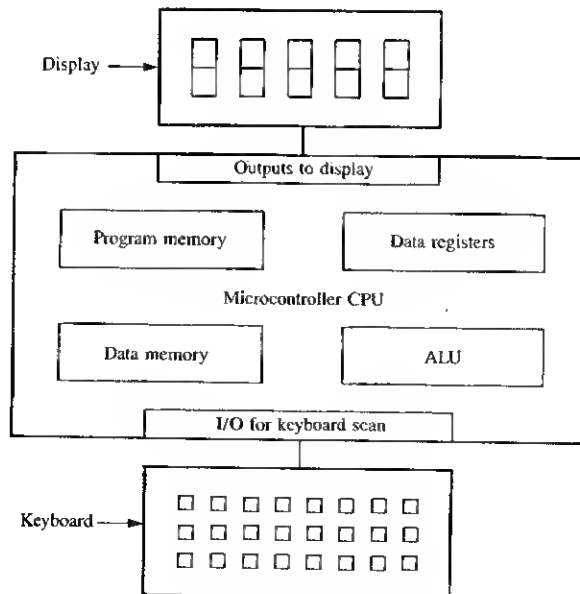 Display
Outputs to display
Program memory
Data registers
Microcontroller CPU
Data memory
ALU
I/O for keyboard scan
Keyboard